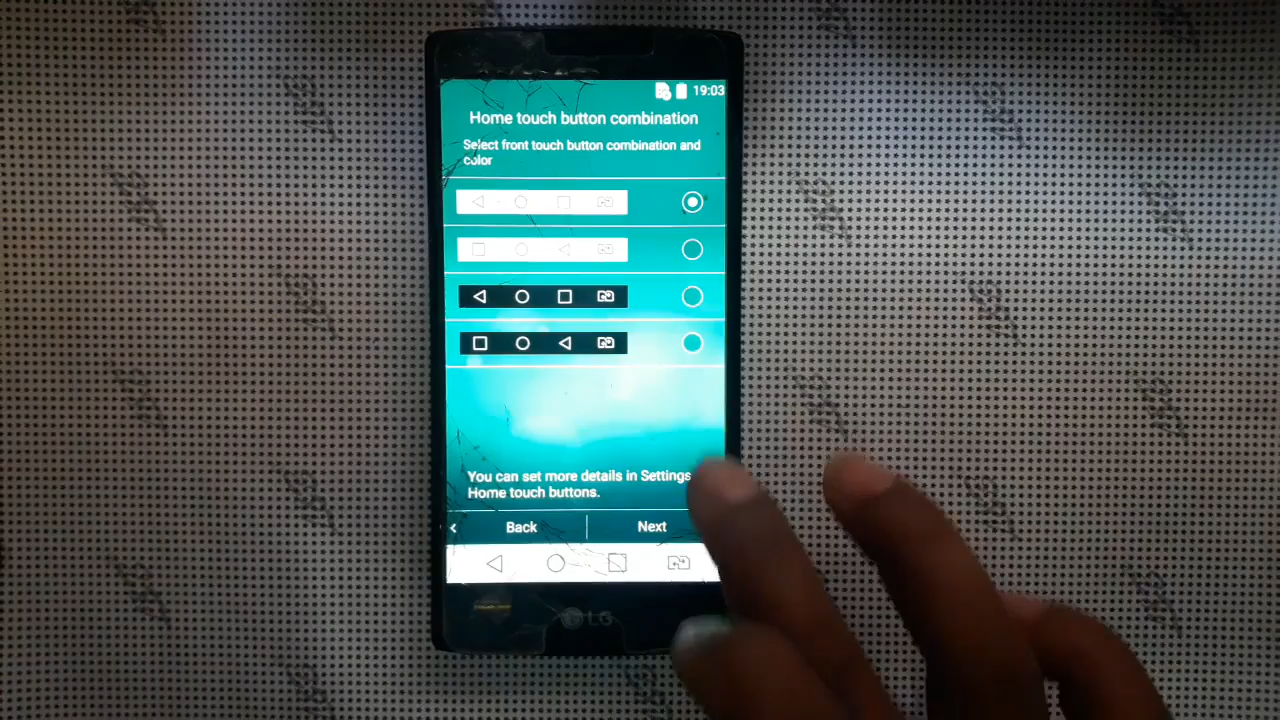 19:03
Home touch button combination
Select front touch button combination and
color
You can set more details in Settings
Home touch buttons.
Back
Next
LG